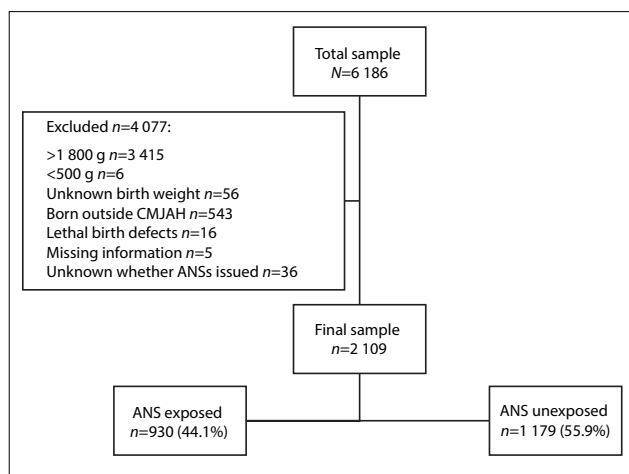 Total sample
N=6 186
Excluded n=4 077:
>1 800 g n=3 415
<500 g n=6
Unknown birth weight n=56
Born outside CMJAH n=543
Lethal birth defects n=16
Missing information n=5
Unknown whether ANSs issued n=36
Final sample
n=2 109
ANS exposed
n=930 (44.1%)
ANS unexposed
n=1 179 (55.9%)